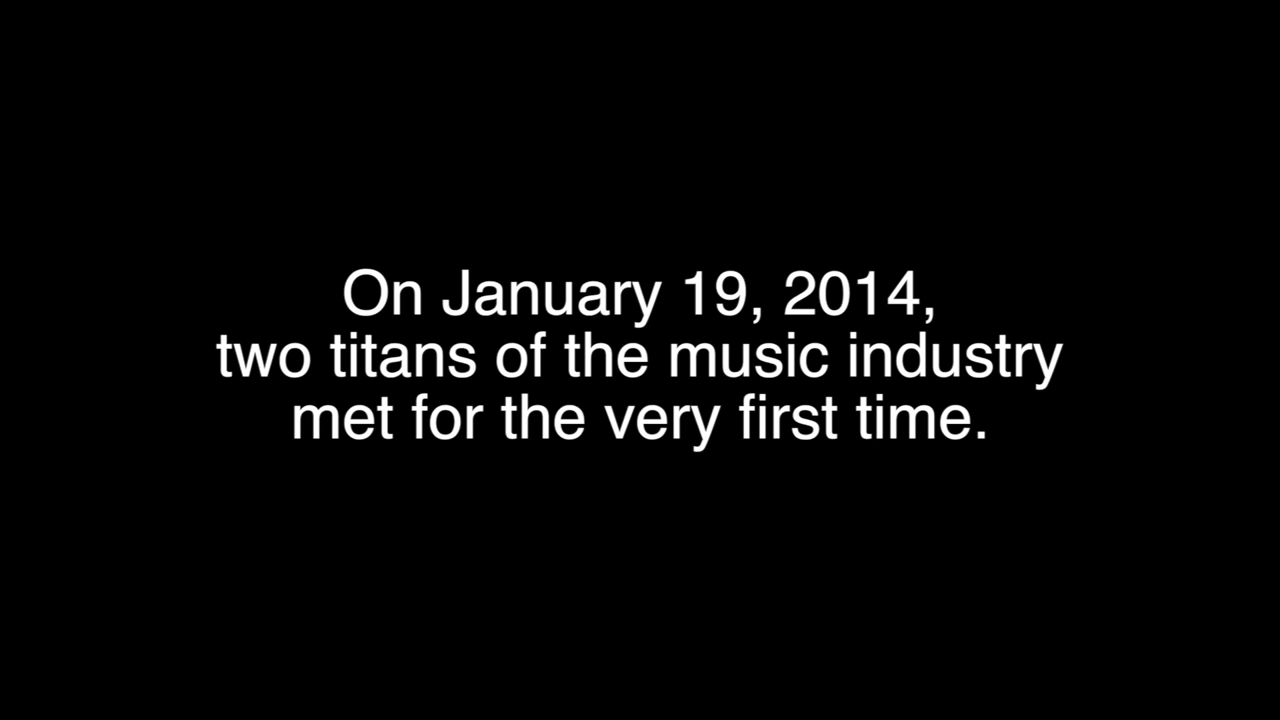 On January 19, 2014,
two titans of the music industry
met for the very first time.